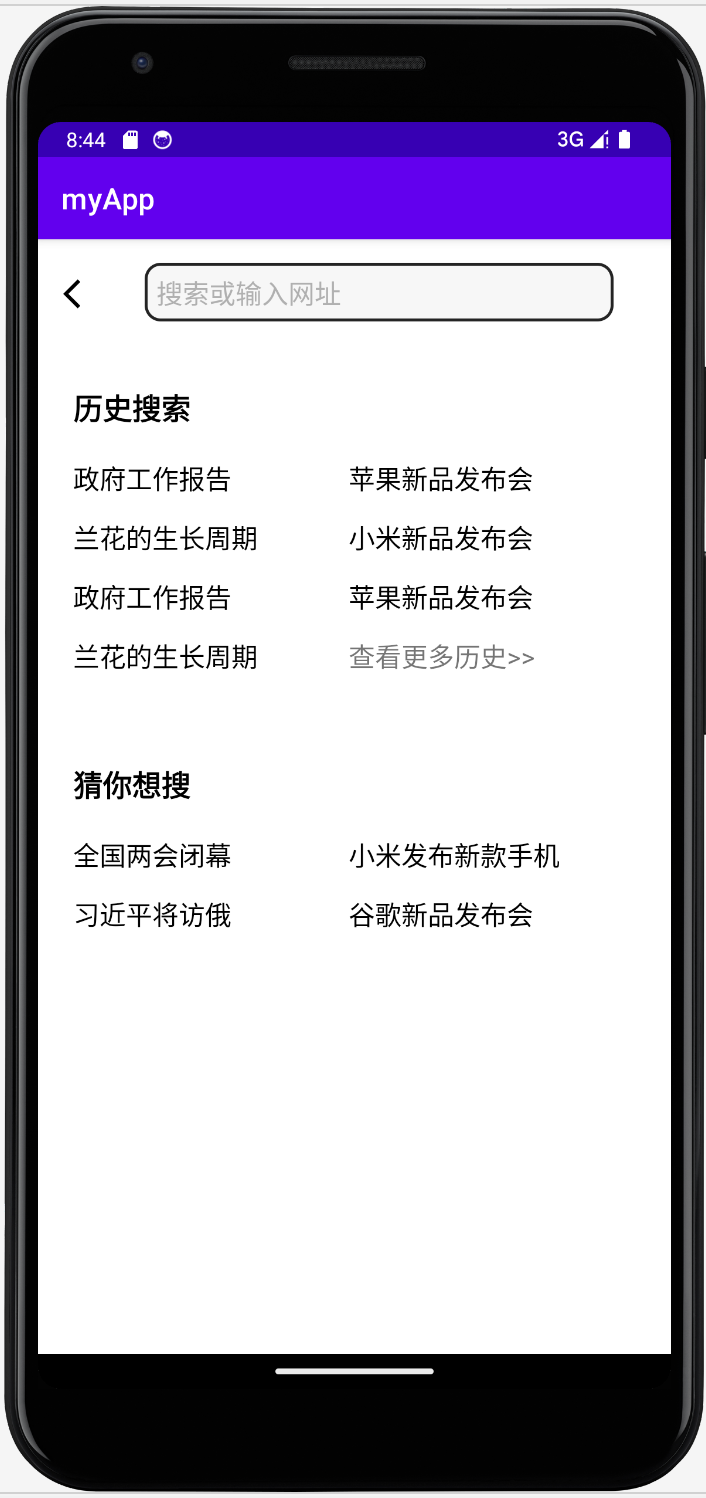 8:44 3G
myApp
搜索或输入网址
历史搜索
政府工作报告 苹果新品发布会
兰花的生长周期 小米新品发布会
政府工作报告 苹果新品发布会
兰花的生长周期 查看更多历史>>
猜你想搜
全国两会闭幕 小米发布新款手机
习近平将访俄 谷歌新品发布会